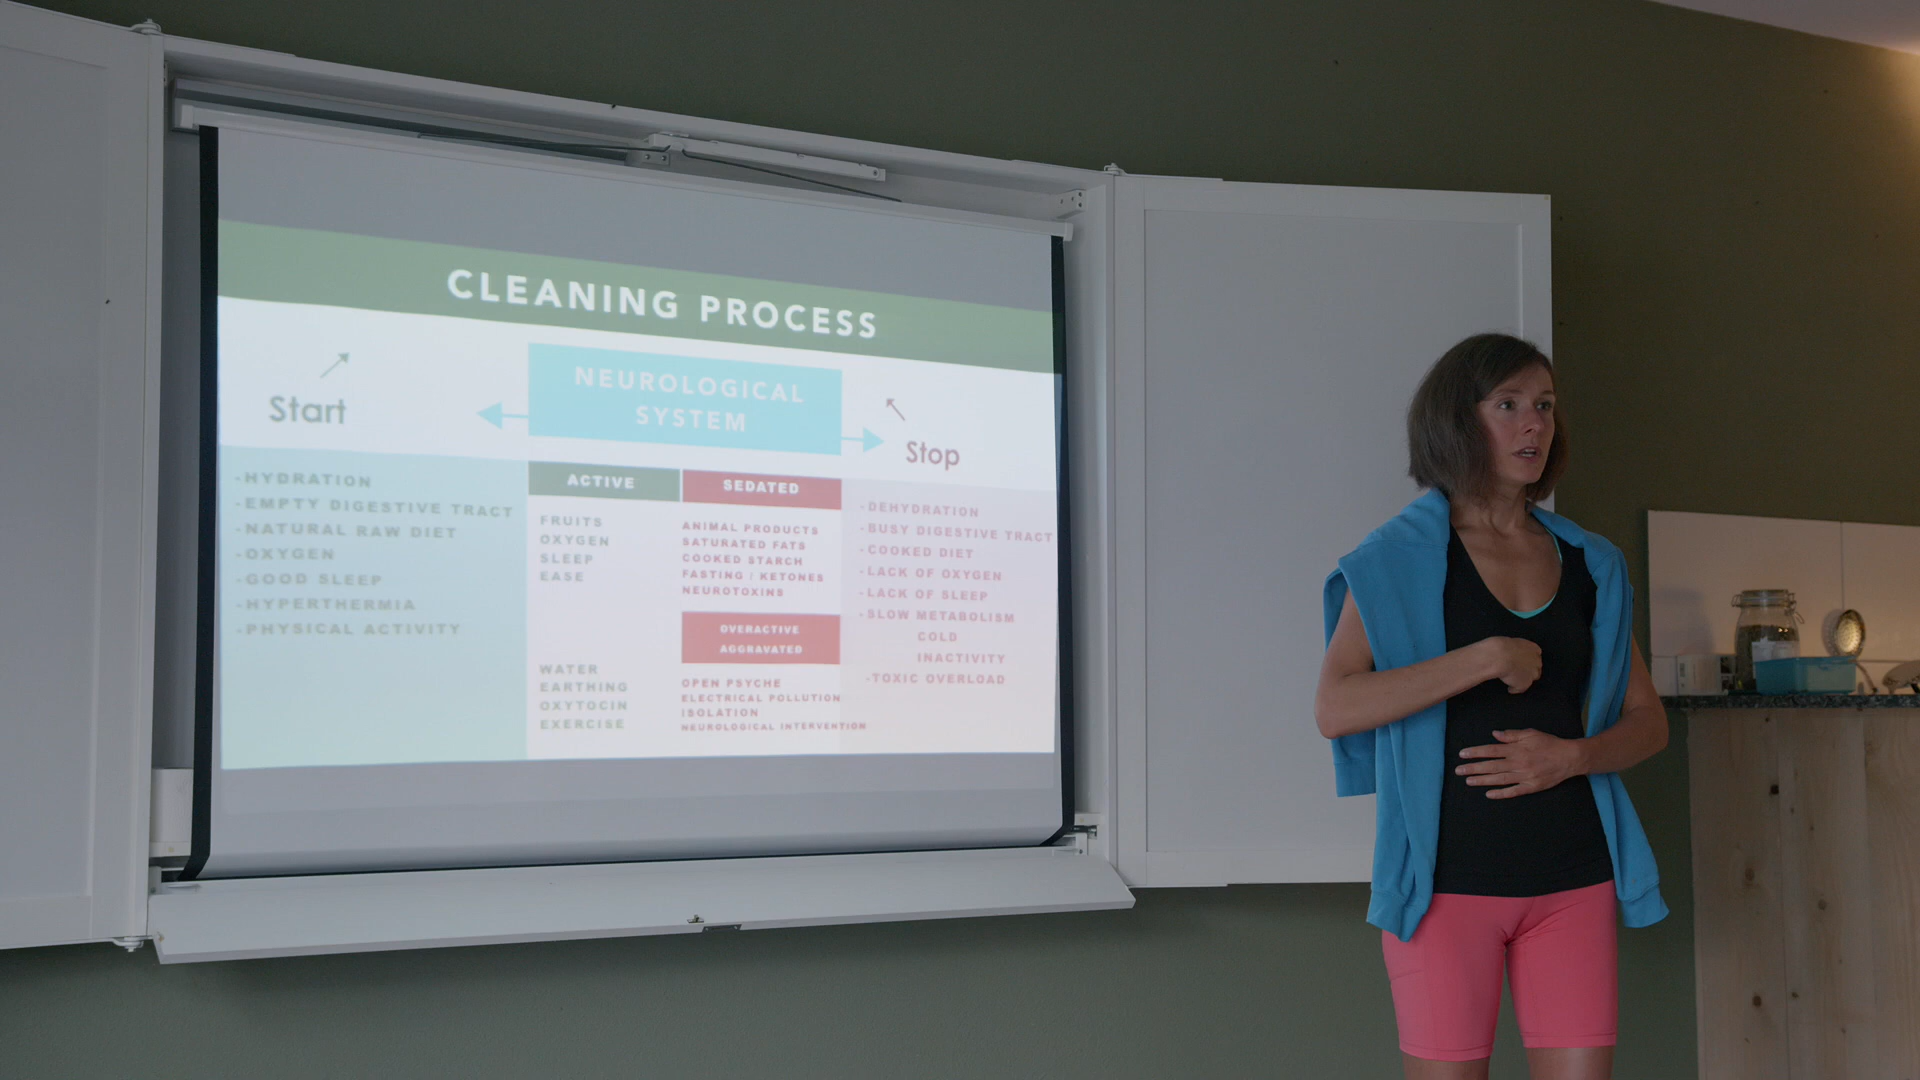 CLEANING PROCESS
NEUROLOGICAL
SYSTEM
Start
Stop
-HYDRATION
-EMPTY DIGESTIVE TRACT
-NATURAL RAW DIET
-OXYGEN
-GOOD SLEEP
-HYPERTHERMIA
-PHYSICAL ACTIVITY
ACTIVE
FRUITS
OXYGEN
SLEEP
EASE
WATER
EARTHING
OXYTOCIN
EXERCISE
SEDATED
ANIMAL PRODUCTS
SATURATED FATS
COOKED STARCH
FASTING / KETONES
NEUROTOXINS
OVERACTIVE
AGGRAVATED
OPEN PSYCHE
ELECTRICAL POLLUTION
ISOLATION
NEUROLOGICAL INTERVENTION
-DEHYDRATION
-BUSY DIGESTIVE TRACT
-COOKED DIET
-LACK OF OXYGEN
-LACK OF SLEEP
-SLOW METABOLISM
COLD
INACTIVITY
-TOXIC OVERLOAD